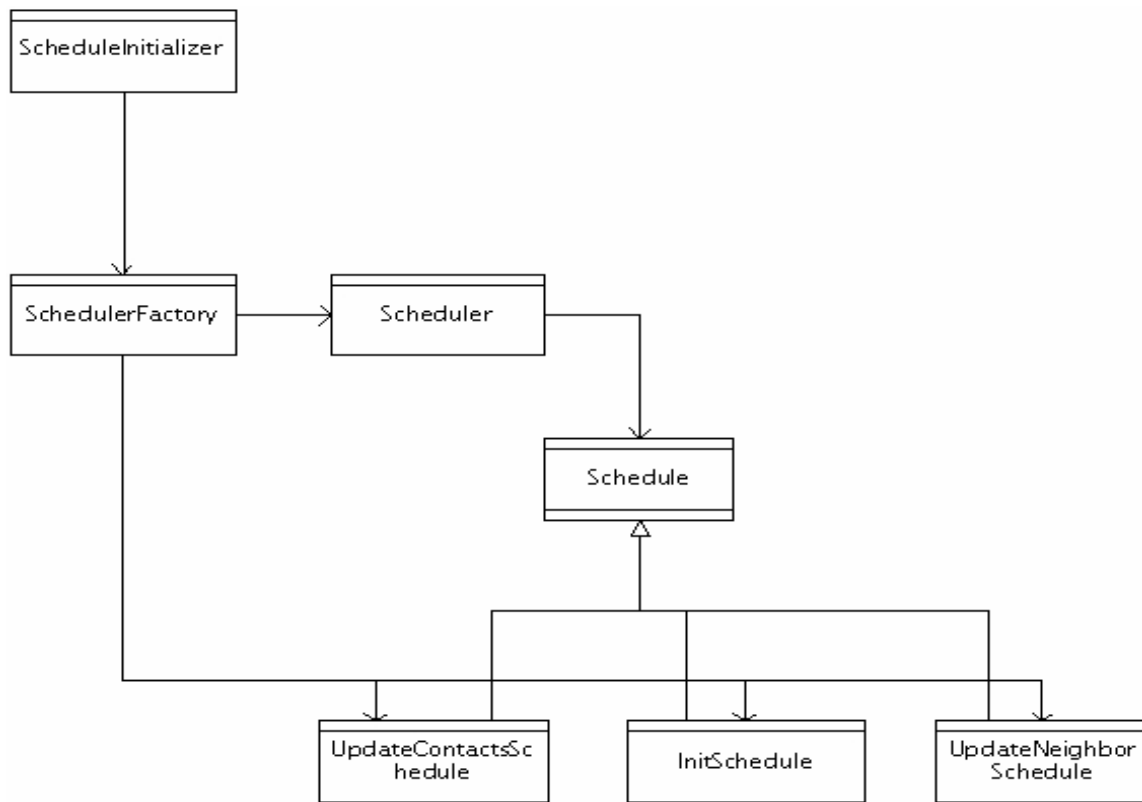 ScheduleInitializer
SchedulerFactory
Scheduler
Schedule
UpdateContactsSc
hedule
InitSchedule
UpdateNeighbor
Schedule